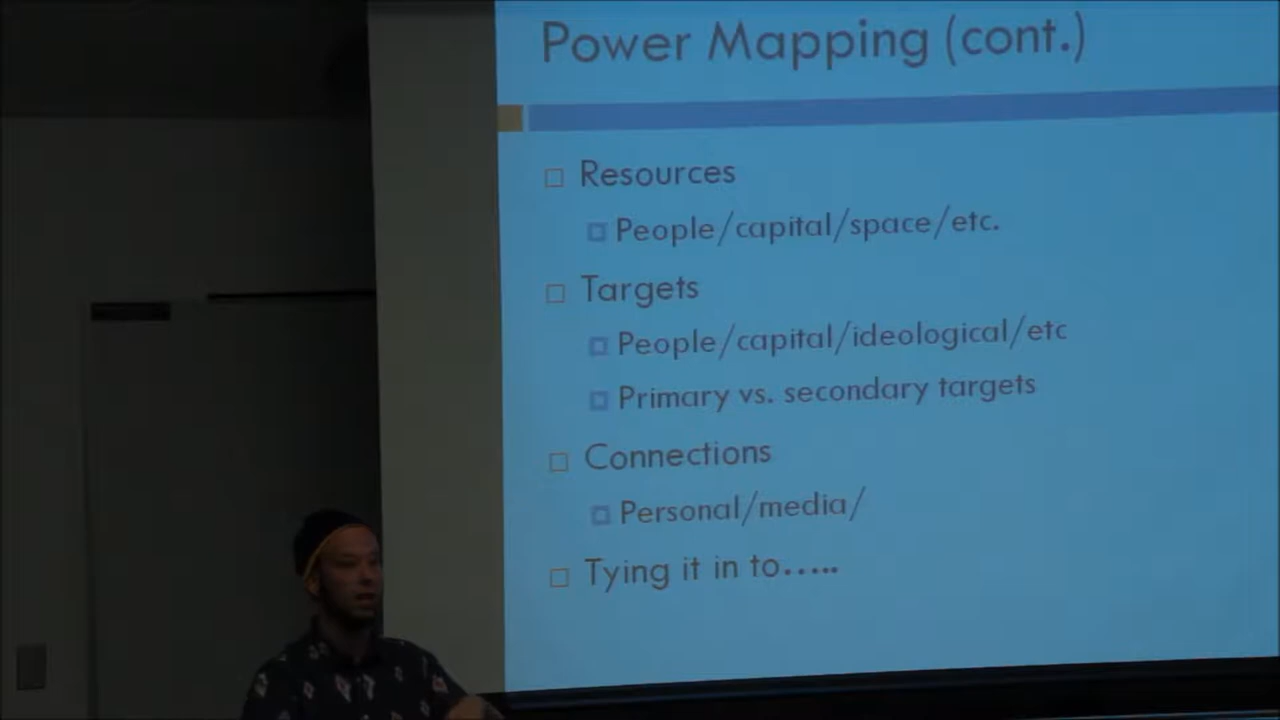 Power Mapping (cont.)
Resources
People/capital/space/etc.
Targets
People/capital/ideological/etc
Primary vs. secondary targets
Connections
Personal/media/
Tying it in to.....